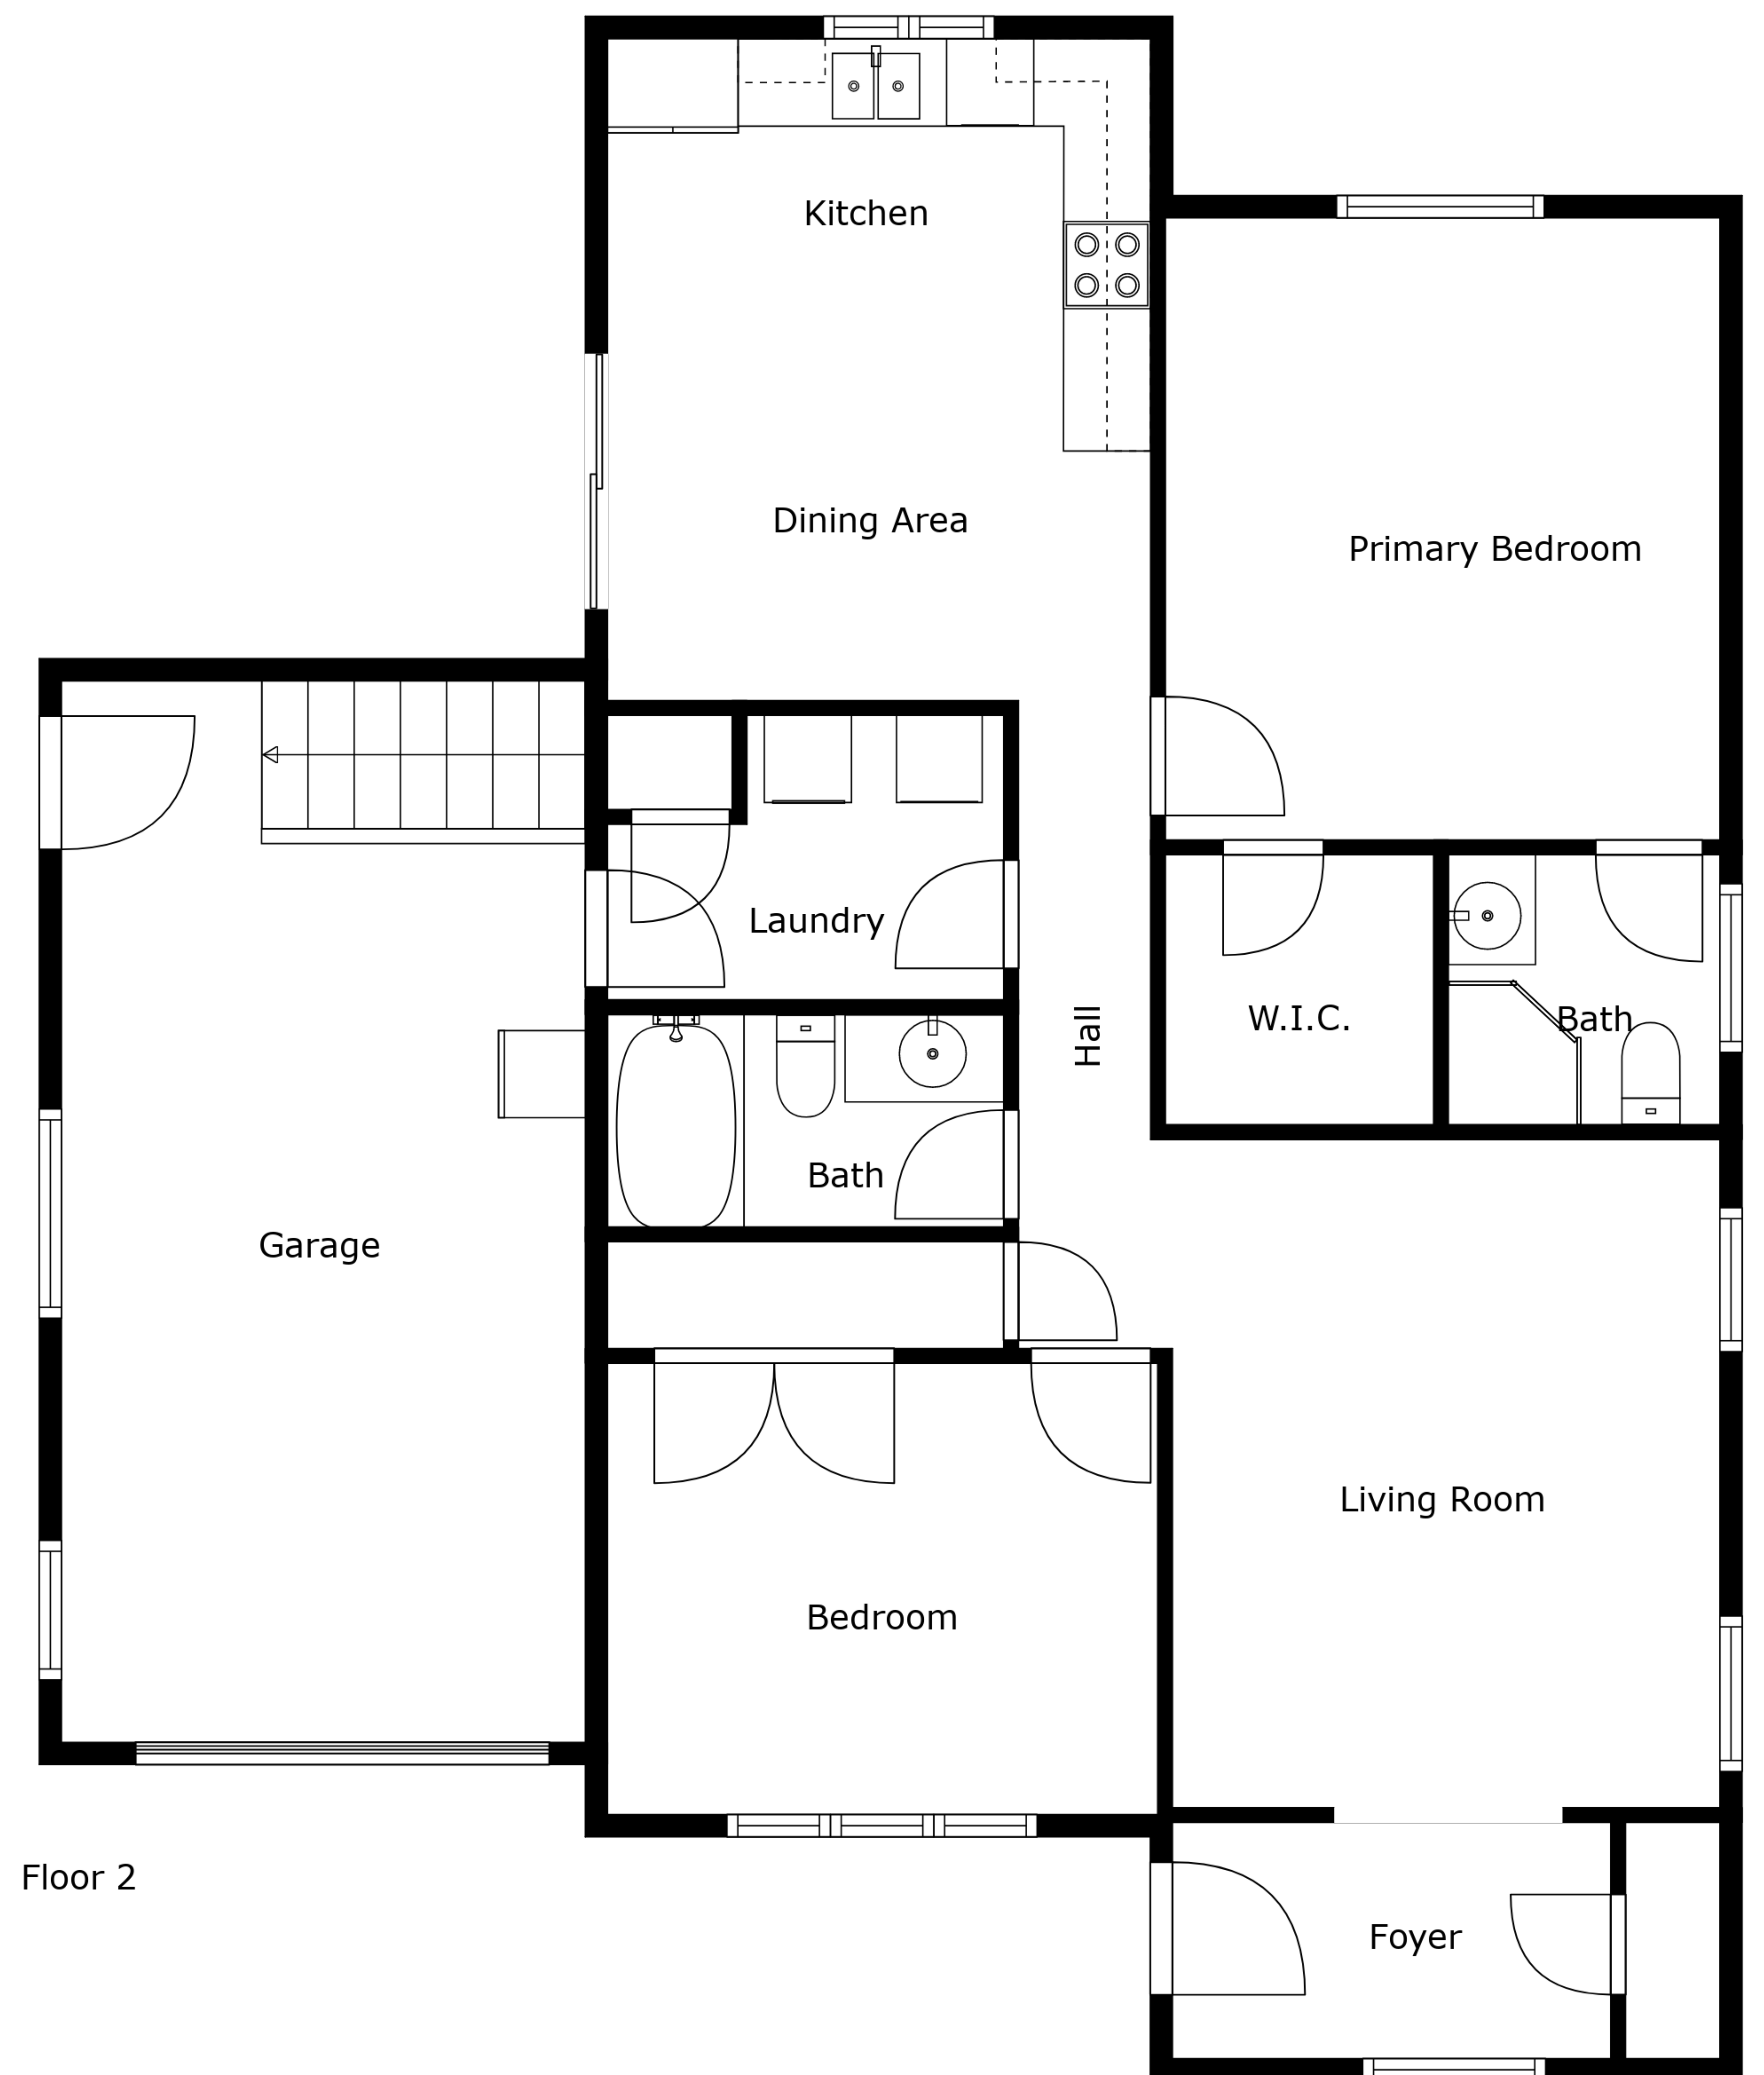 Kitchen
Dining Area
Primary Bedroom
Laundry
Hall
W.I.C.
Bath
Bath
Garage
Living Room
Bedroom
Floor 2
Foyer